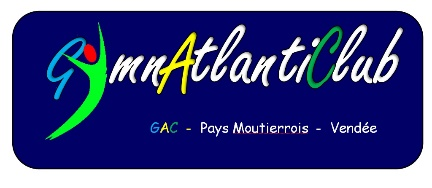 GymnAtlantiClub
GAC - Pays Moutierrois - Vendée